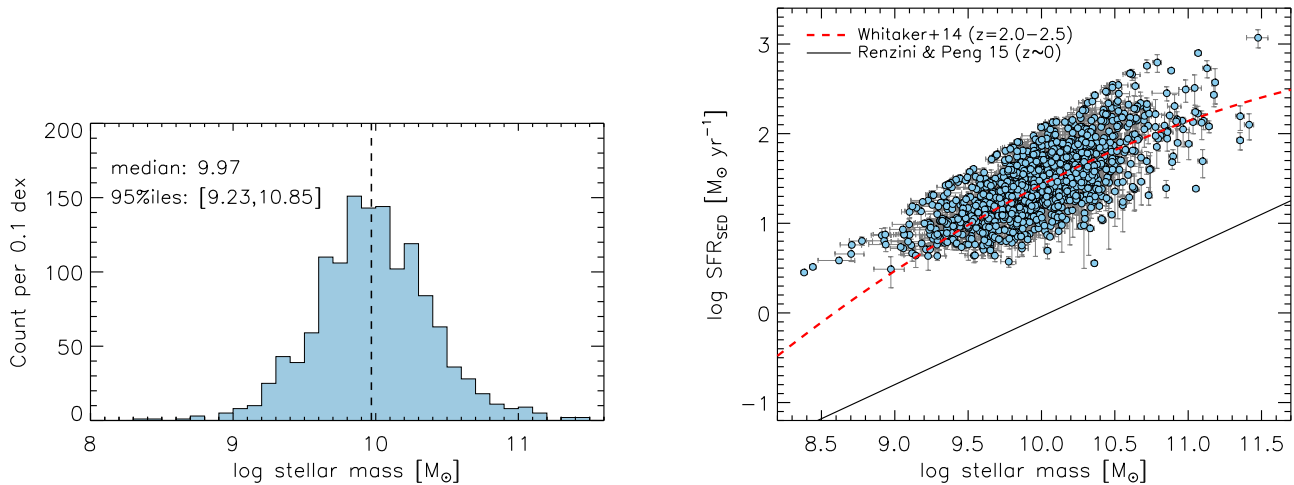 200
150
100
50
0
Count per 0.1 dex
median: 9.97
95%iles: [9.23,10.85]
8 9 10 11
log stellar mass [M⊙]
3
2
1
0
−1
log SFR_SED [M⊙ yr⁻¹]
Whitaker+14 (z=2.0−2.5)
Renzini & Peng 15 (z~0)
8.5 9.0 9.5 10.0 10.5 11.0 11.5
log stellar mass [M⊙]